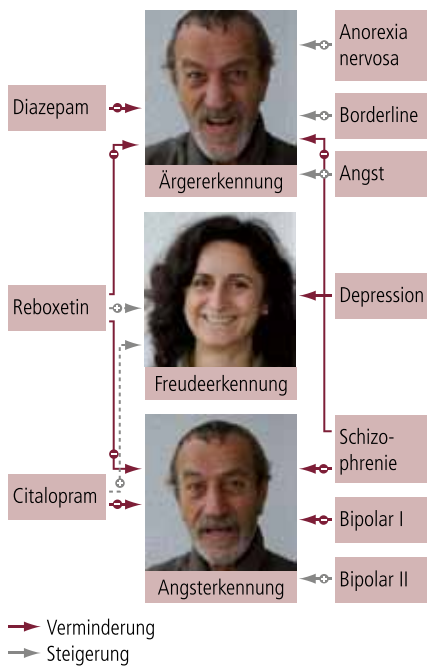 Anorexia
nervosa
Diazepam
Borderline
Ärgererkennung
Angst
Reboxetin
Depression
Freudeerkennung
Schizo-
phrenie
Citalopram
Bipolar I
Angsterkennung
Bipolar II
Verminderung
Steigerung